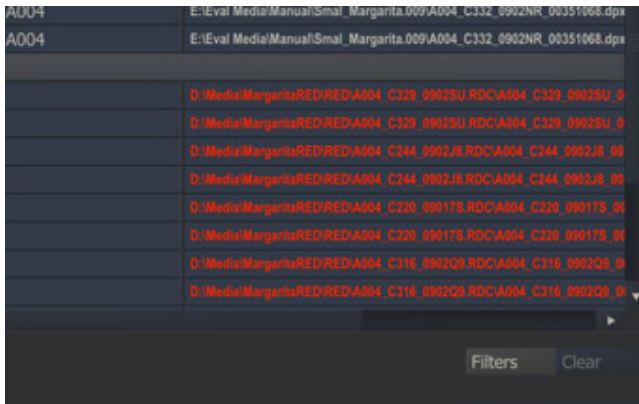 A004 E:\Eval Media\Manual\Smal_Margarita.009\A004_C332_0902NR_00351068.dpx
A004 E:\Eval Media\Manual\Smal_Margarita.009\A004_C332_0902NR_00351068.dpx
D:\Media\MargaritaRED\RED\A004_C329_0902SU.RDC\A004_C329_0902SU_0
D:\Media\MargaritaRED\RED\A004_C329_0902SU.RDC\A004_C329_0902SU_0
D:\Media\MargaritaRED\RED\A004_C244_0902J8.RDC\A004_C244_0902J8_00
D:\Media\MargaritaRED\RED\A004_C244_0902J8.RDC\A004_C244_0902J8_00
D:\Media\MargaritaRED\RED\A004_C220_09017S.RDC\A004_C220_09017S_00
D:\Media\MargaritaRED\RED\A004_C220_09017S.RDC\A004_C220_09017S_00
D:\Media\MargaritaRED\RED\A004_C316_0902Q9.RDC\A004_C316_0902Q9_00
D:\Media\MargaritaRED\RED\A004_C316_0902Q9.RDC\A004_C316_0902Q9_00
Filters Clear